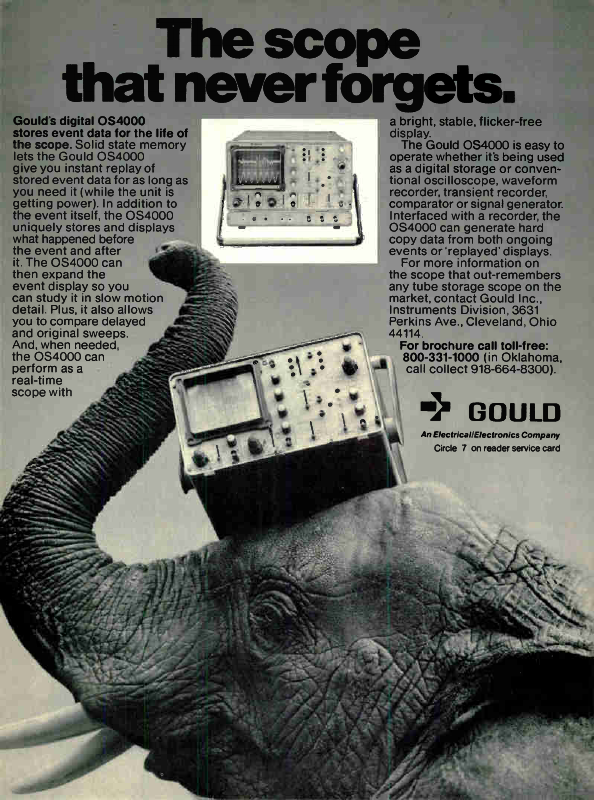 The scope
that never forgets.
Gould's digital OS4000
stores event data for the life of
the scope. Solid state memory
lets the Gould OS4000
give you instant replay of
stored event data for as long as
you need it (while the unit is
getting power). In addition to
the event itself, the OS4000
uniquely stores and displays
what happened before
the event and after
it. The OS4000 can
then expand the
event display so you
can study it in slow motion
detail. Plus, it also allows
you to compare delayed
and original sweeps.
And, when needed,
the OS4000 can
perform as a
real-time
scope with
a bright, stable, flicker-free
display.
The Gould OS4000 is easy to
operate whether it's being used
as a digital storage or conven-
tional oscilloscope, waveform
recorder, transient recorder,
comparator or signal generator.
Interfaced with a recorder, the
OS4000 can generate hard
copy data from both ongoing
events or 'replayed' displays.
For more information on
the scope that out-remembers
any tube storage scope on the
market, contact Gould Inc.,
Instruments Division, 3631
Perkins Ave., Cleveland, Ohio
44114.
For brochure call toll-free:
800-331-1000 (in Oklahoma,
call collect 918-664-8300).
GOULD
An Electrical/Electronics Company
Circle 7 on reader service card